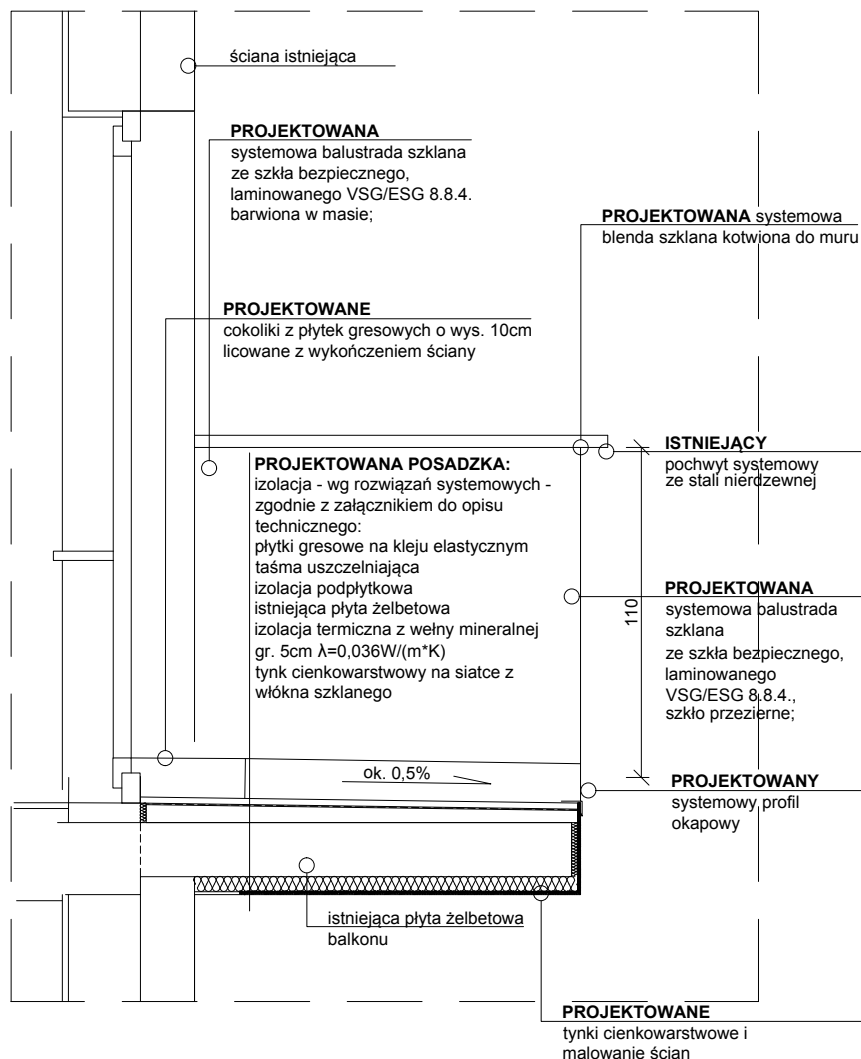 ściana istniejąca
PROJEKTOWANA
systemowa balustrada szklana
ze szkła bezpiecznego,
laminowanego VSG/ESG 8.8.4.
barwiona w masie;
PROJEKTOWANA systemowa
blenda szklana kotwiona do muru
PROJEKTOWANE
cokoliki z płytek gresowych o wys. 10cm
licowane z wykończeniem ściany
ISTNIEJĄCY
pochwyt systemowy
ze stali nierdzewnej
PROJEKTOWANA POSADZKA:
izolacja - wg rozwiązań systemowych -
zgodnie z załącznikiem do opisu
technicznego:
płytki gresowe na kleju elastycznym
taśma uszczelniająca
izolacja podpłytkowa
istniejąca płyta żelbetowa
izolacja termiczna z wełny mineralnej
gr. 5cm λ=0,036W/(m*K)
tynk cienkowarstwowy na siatce z
włókna szklanego
110
PROJEKTOWANA
systemowa balustrada
szklana
ze szkła bezpiecznego,
laminowanego
VSG/ESG 8.8.4.,
szkło przezierne;
ok. 0,5%
PROJEKTOWANY
systemowy profil
okapowy
istniejąca płyta żelbetowa
balkonu
PROJEKTOWANE
tynki cienkowarstwowe i
malowanie ścian